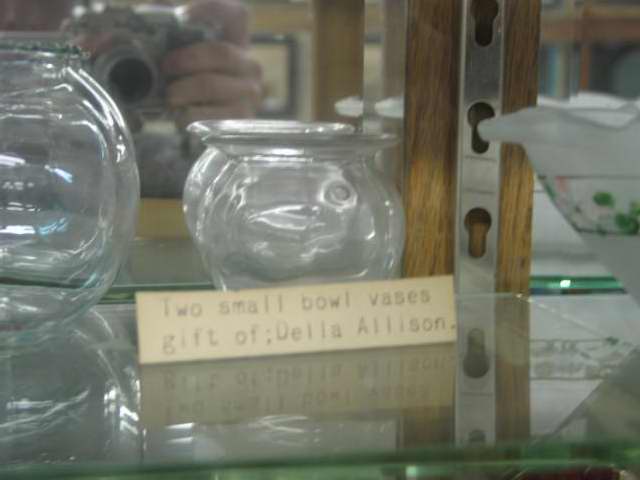 Two small bowl vases
gift of;Della Allison.